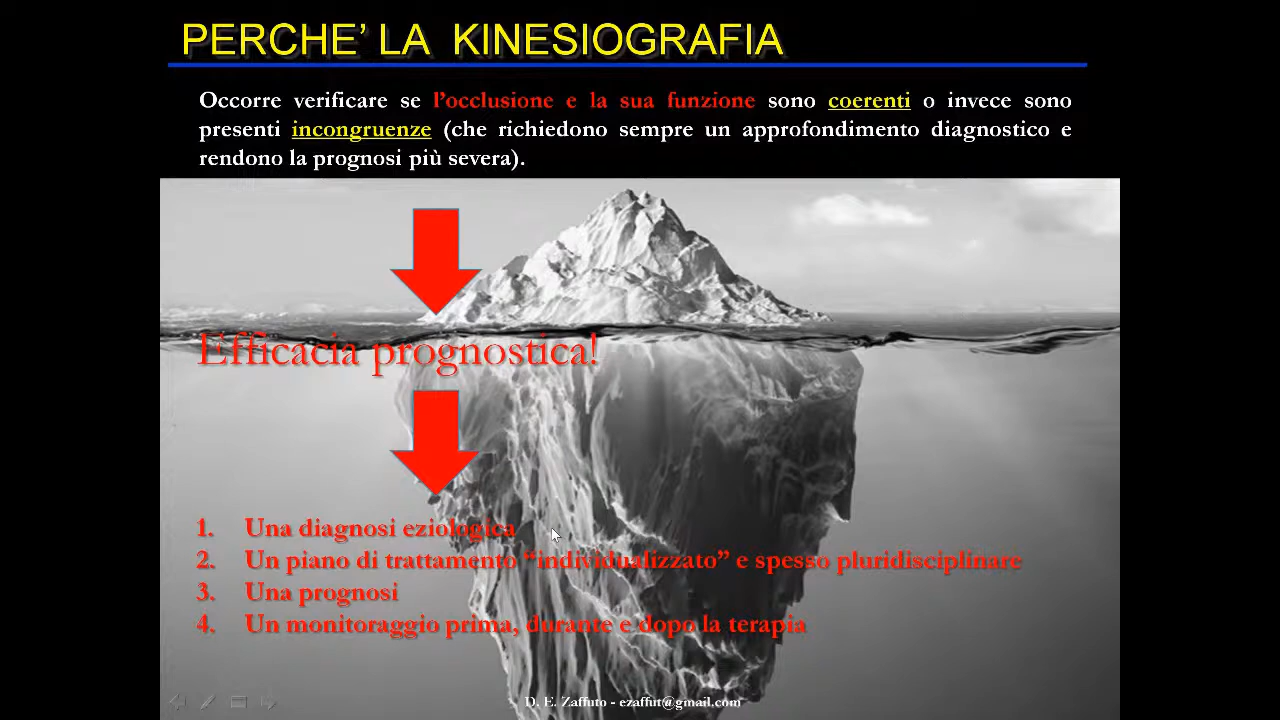 PERCHE’ LA KINESIOGRAFIA
Occorre verificare se l’occlusione e la sua funzione sono coerenti o invece sono
presenti incongruenze (che richiedono sempre un approfondimento diagnostico e
rendono la prognosi più severa).
Efficacia prognostica!
1. Una diagnosi eziologica
2. Un piano di trattamento “individualizzato” e spesso pluridisciplinare
3. Una prognosi
4. Un monitoraggio prima, durante e dopo la terapia
D. E. Zaffuto - ezaffut@gmail.com